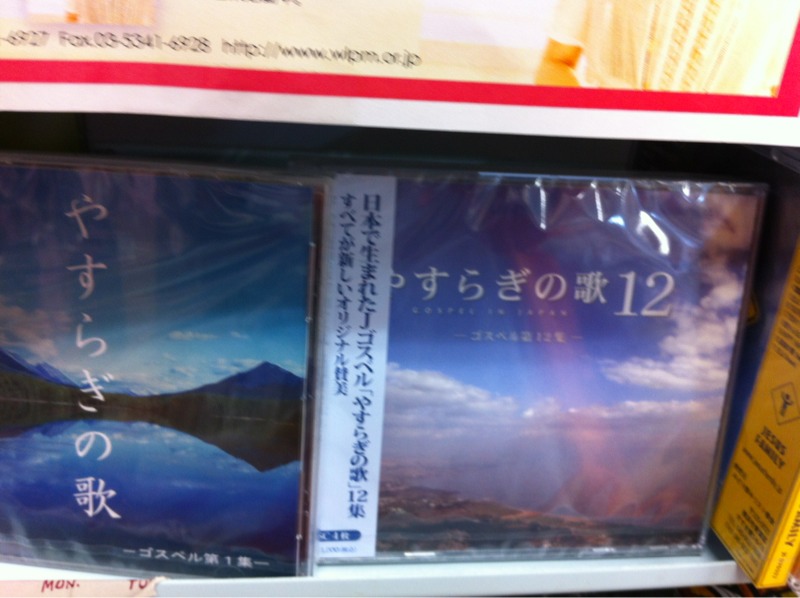 -6927 Fax.03-5341-6928 http://www.wlpm.or.jp
やすらぎの歌
−ゴスペル第1集−
日本で生まれたJゴスペル「やすらぎの歌」12集
すべてが新しいオリジナル賛美
やすらぎの歌12
GOSPEL IN JAPAN
−ゴスペル第12集−
JESUS
FAMILY
MON.